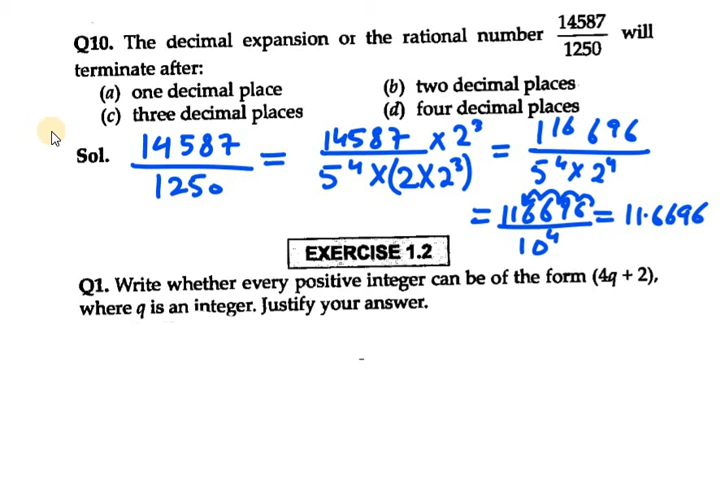 Q10. The decimal expansion or the rational number 14587/1250 will
terminate after:
(a) one decimal place (b) two decimal places
(c) three decimal places (d) four decimal places
Sol. 14587/1250 = 14587 × 2³/5⁴ × (2 × 2³) = 116696/5⁴ × 2⁴
= 116696/10⁴ = 11.6696
EXERCISE 1.2
Q1. Write whether every positive integer can be of the form (4q + 2),
where q is an integer. Justify your answer.